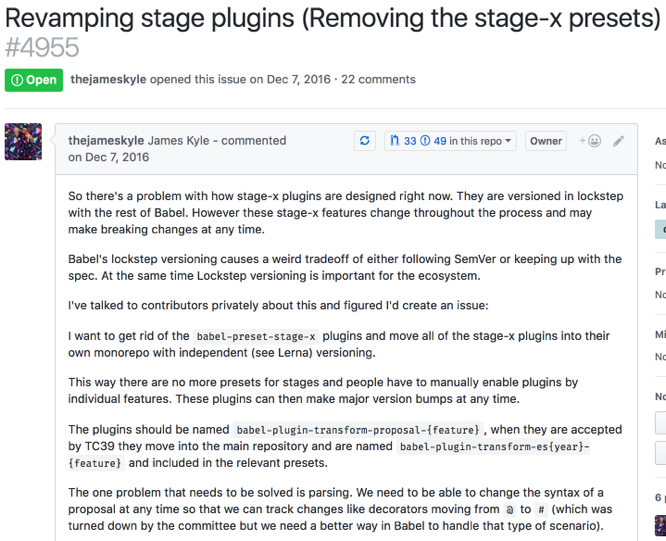 Revamping stage plugins (Removing the stage-x presets)
#4955
Open thejameskyle opened this issue on Dec 7, 2016 · 22 comments
thejameskyle James Kyle - commented
on Dec 7, 2016
33 49 in this repo Owner
So there's a problem with how stage-x plugins are designed right now. They are versioned in lockstep
with the rest of Babel. However these stage-x features change throughout the process and may
make breaking changes at any time.
Babel's lockstep versioning causes a weird tradeoff of either following SemVer or keeping up with the
spec. At the same time Lockstep versioning is important for the ecosystem.
I've talked to contributors privately about this and figured I'd create an issue:
I want to get rid of the babel-preset-stage-x plugins and move all of the stage-x plugins into their
own monorepo with independent (see Lerna) versioning.
This way there are no more presets for stages and people have to manually enable plugins by
individual features. These plugins can then make major version bumps at any time.
The plugins should be named babel-plugin-transform-proposal-{feature} , when they are accepted
by TC39 they move into the main repository and are named babel-plugin-transform-es{year}-
{feature} and included in the relevant presets.
The one problem that needs to be solved is parsing. We need to be able to change the syntax of a
proposal at any time so that we can track changes like decorators moving from @ to # (which was
turned down by the committee but we need a better way in Babel to handle that type of scenario).
As
No
La
Pr
No
Mi
No
No
6 p